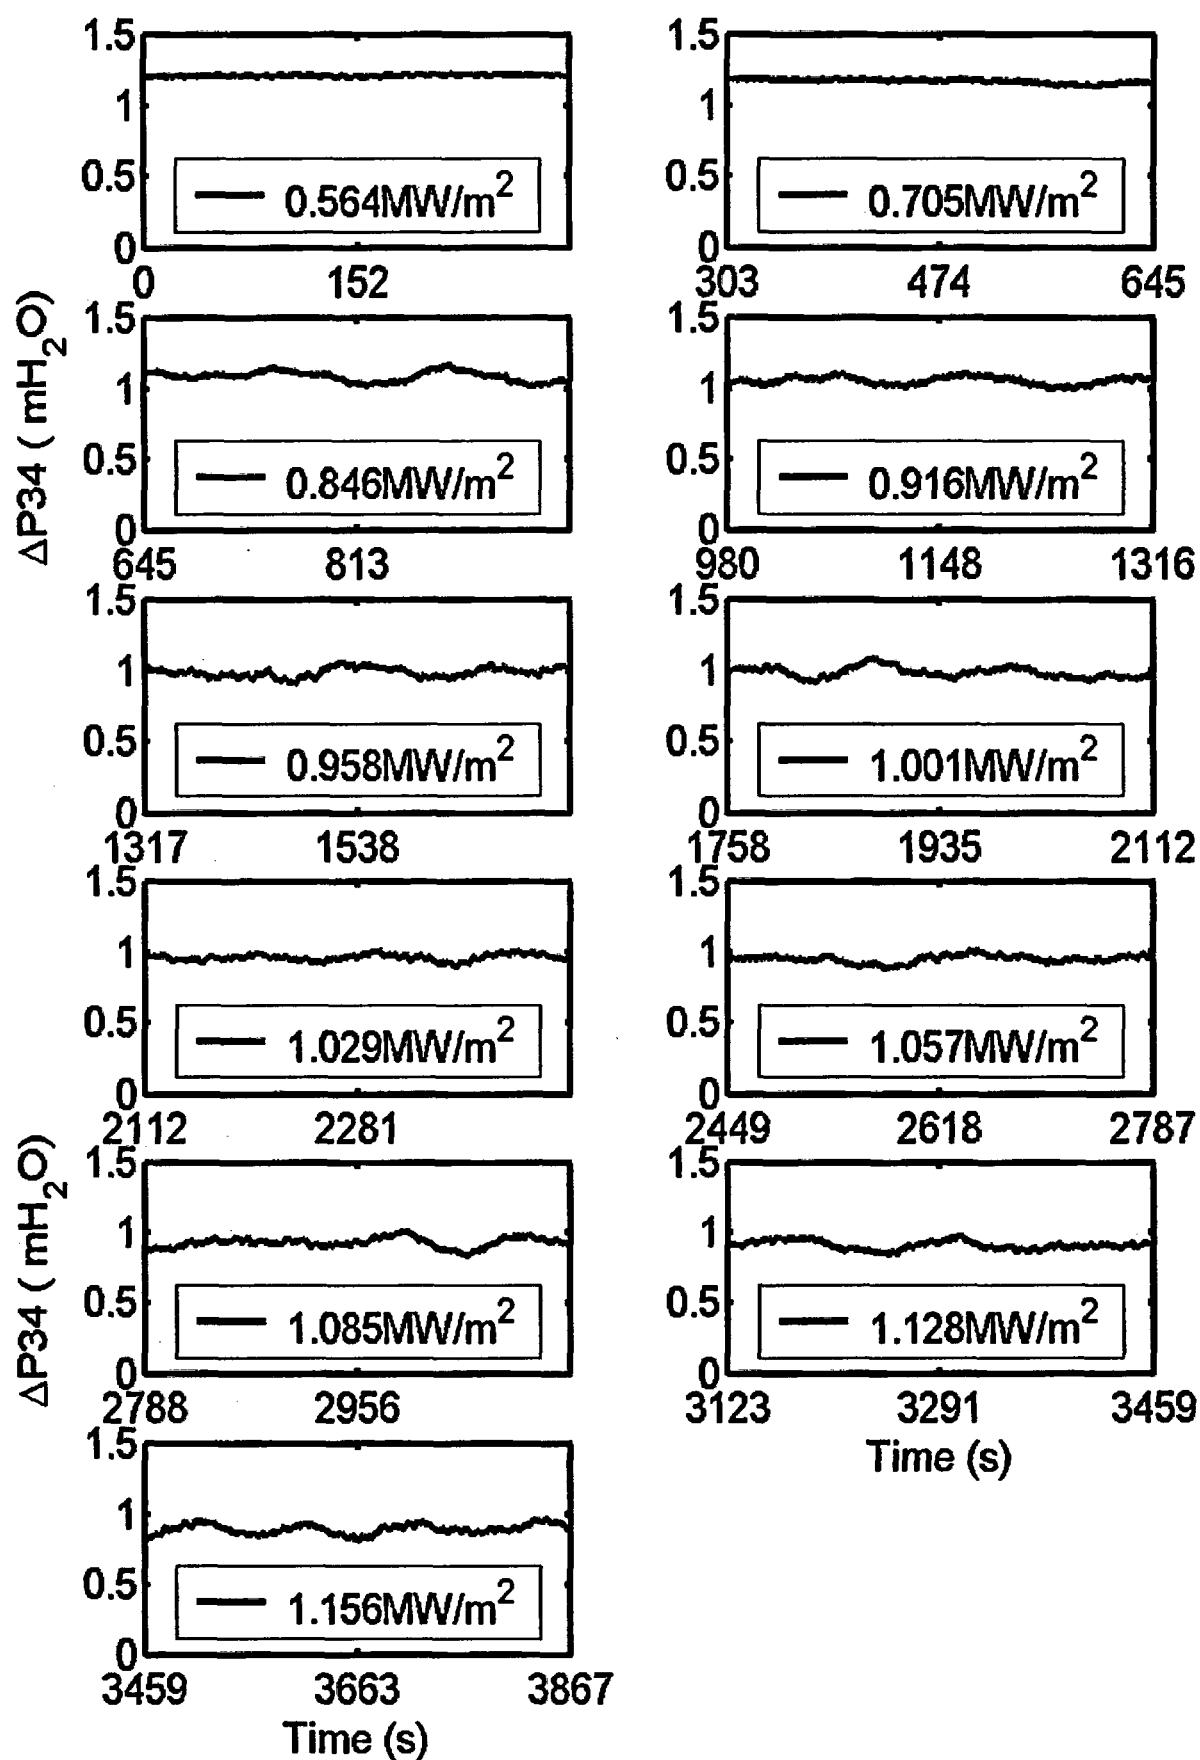 1.5
1
0.5
0
0.564MW/m²
0 152
1.5
1
0.5
0
0.705MW/m²
303 474 645
ΔP34 ( mH₂O)
1.5
1
0.5
0
0.846MW/m²
645 813
1.5
1
0.5
0
0.916MW/m²
980 1148 1316
1.5
1
0.5
0
0.958MW/m²
1317 1538
1.5
1
0.5
0
1.001MW/m²
1758 1935 2112
1.5
1
0.5
0
1.029MW/m²
2112 2281
1.5
1
0.5
0
1.057MW/m²
2449 2618 2787
ΔP34 ( mH₂O)
1.5
1
0.5
0
1.085MW/m²
2788 2956
1.5
1
0.5
0
1.128MW/m²
3123 3291 3459
Time (s)
1.5
1
0.5
0
1.156MW/m²
3459 3663 3867
Time (s)